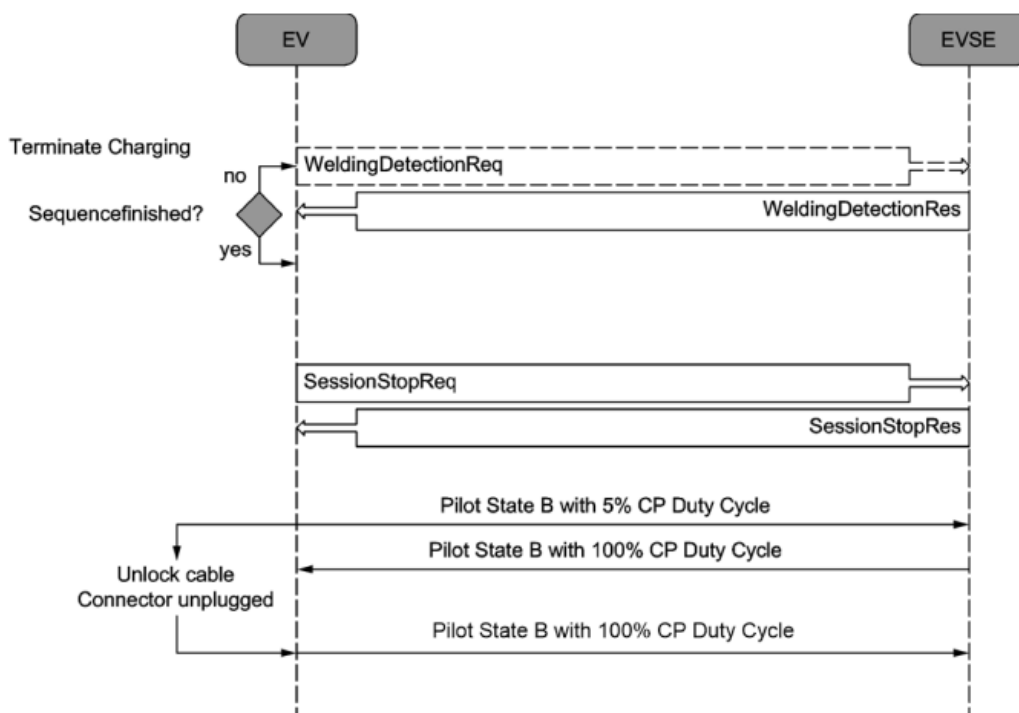 EV
EVSE
Terminate Charging
WeldingDetectionReq
no
Sequencefinished?
WeldingDetectionRes
yes
SessionStopReq
SessionStopRes
Pilot State B with 5% CP Duty Cycle
Pilot State B with 100% CP Duty Cycle
Unlock cable
Connector unplugged
Pilot State B with 100% CP Duty Cycle